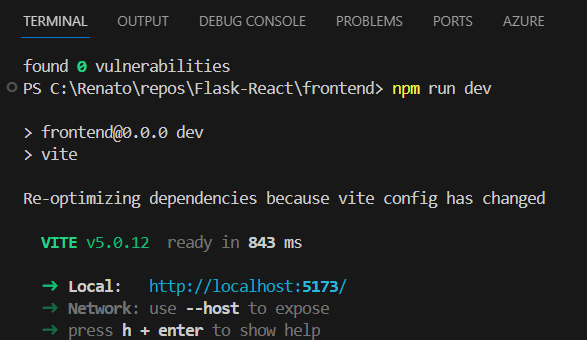 TERMINAL OUTPUT DEBUG CONSOLE PROBLEMS PORTS AZURE
found 0 vulnerabilities
PS C:\Renato\repos\Flask-React\frontend> npm run dev
> frontend@0.0.0 dev
> vite
Re-optimizing dependencies because vite config has changed
VITE v5.0.12 ready in 843 ms
➜ Local: http://localhost:5173/
➜ Network: use --host to expose
➜ press h + enter to show help